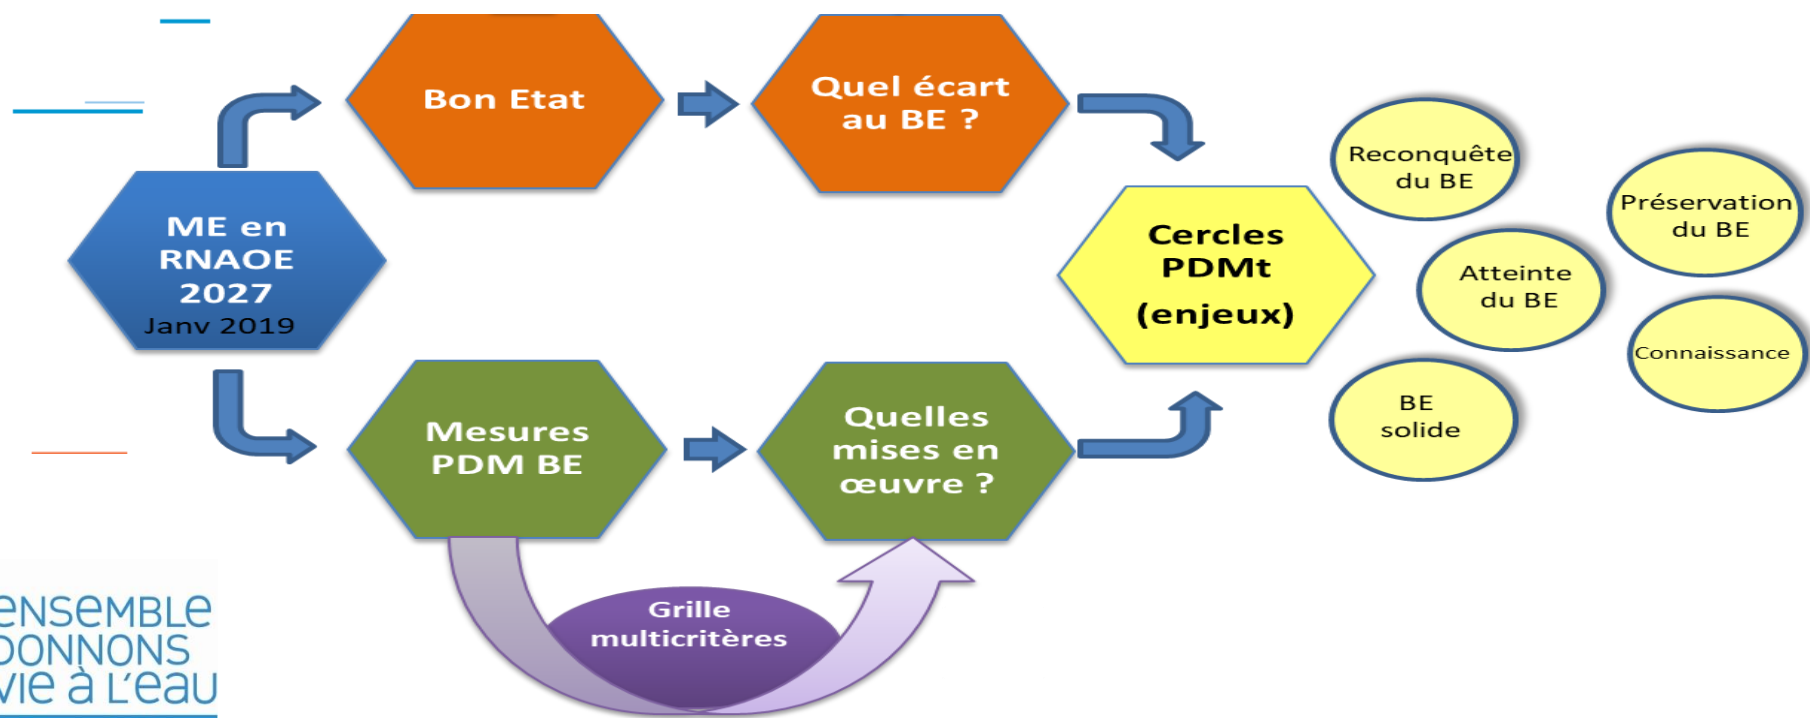 Bon Etat
Quel écart
au BE ?
ME en
RNAOE
2027
Janv 2019
Mesures
PDM BE
Quelles
mises en
œuvre ?
Grille
multicritères
Cercles
PDMt
(enjeux)
Reconquête
du BE
Préservation
du BE
Atteinte
du BE
Connaissance
BE
solide
eNSeMBLe
DONNONS
vie à L'eau